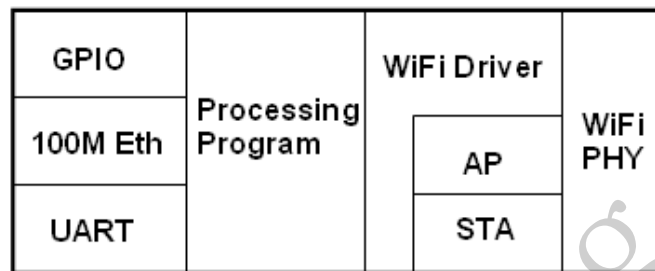 GPIO
100M Eth
UART
Processing
Program
WiFi Driver
AP
STA
WiFi
PHY